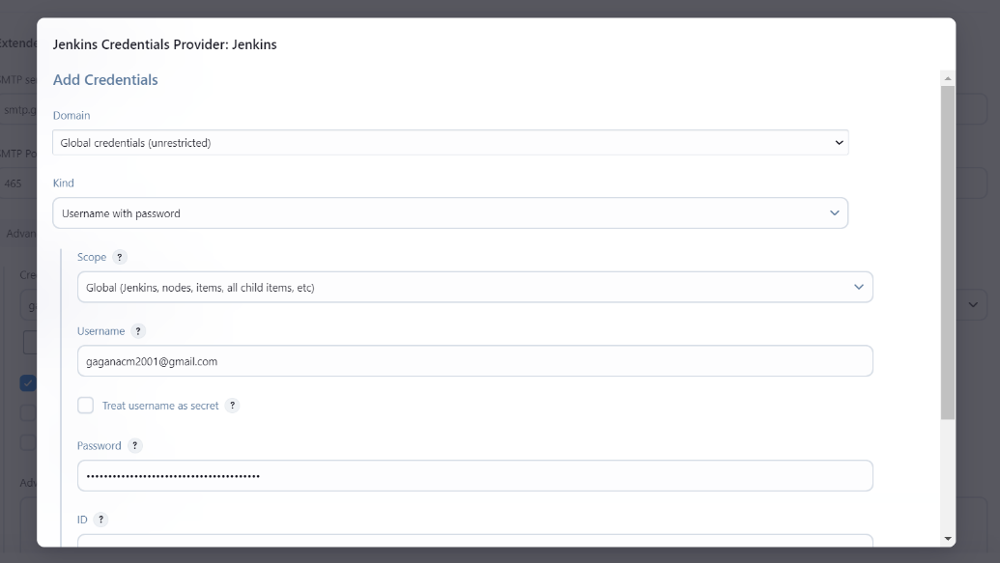 Jenkins Credentials Provider: Jenkins
Add Credentials
Domain
Global credentials (unrestricted)
Kind
Username with password
Scope ?
Global (Jenkins, nodes, items, all child items, etc)
Username ?
gaganacm2001@gmail.com
Treat username as secret ?
Password ?
••••••••••••••••••••••••••••••••••••••••
ID ?
Extende
SMTP se
smtp.g
SMTP Po
465
Advan
Cre
ga
Adv